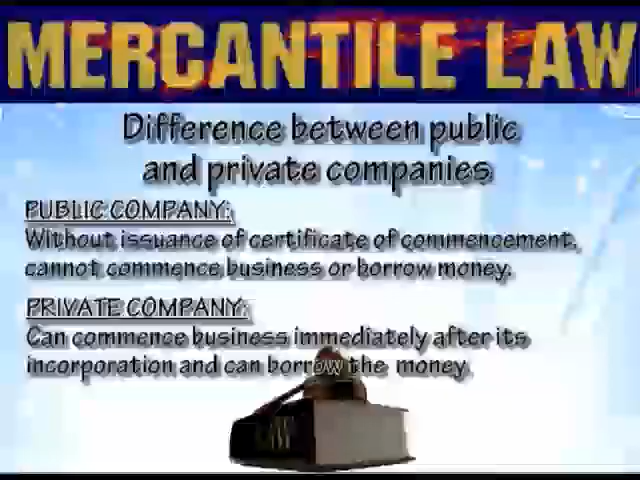 MERCANTILE LAW
Difference between public
and private companies
PUBLIC COMPANY:
Without issuance of certificate of commencement,
cannot commence business or borrow money.
PRIVATE COMPANY:
Can commence business immediately after its
incorporation and can borrow the money.
LAW